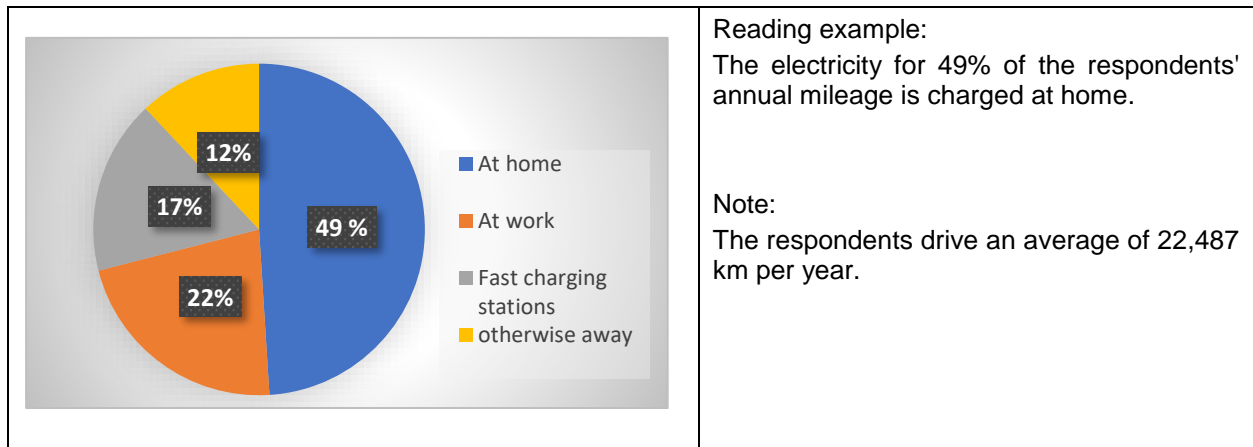 12%
17%
49 %
22%
At home
At work
Fast charging
stations
otherwise away
Reading example:
The electricity for 49% of the respondents'
annual mileage is charged at home.
Note:
The respondents drive an average of 22,487
km per year.